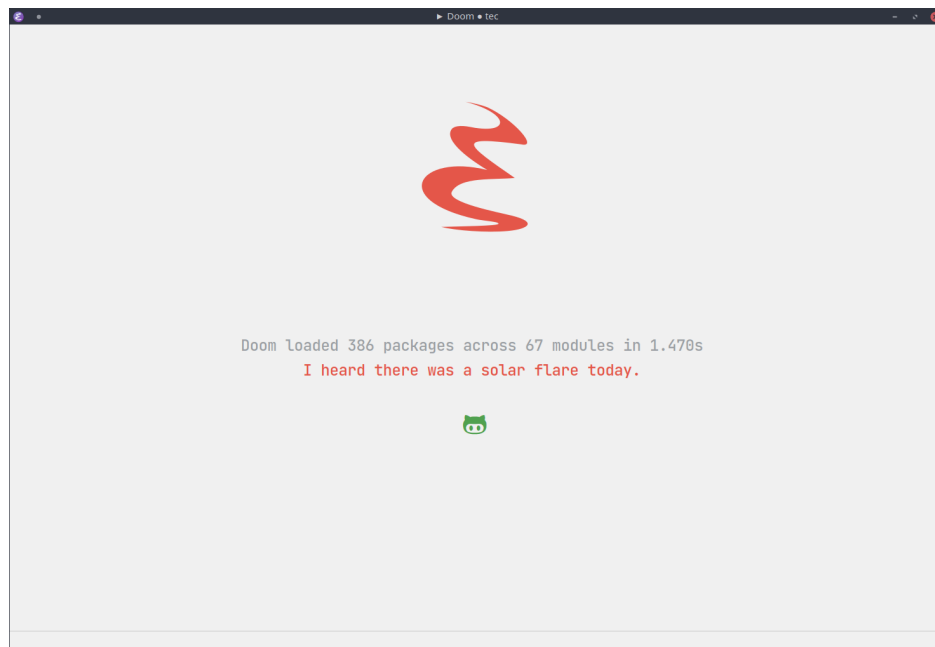 ▶ Doom • tec
Doom loaded 386 packages across 67 modules in 1.470s
I heard there was a solar flare today.